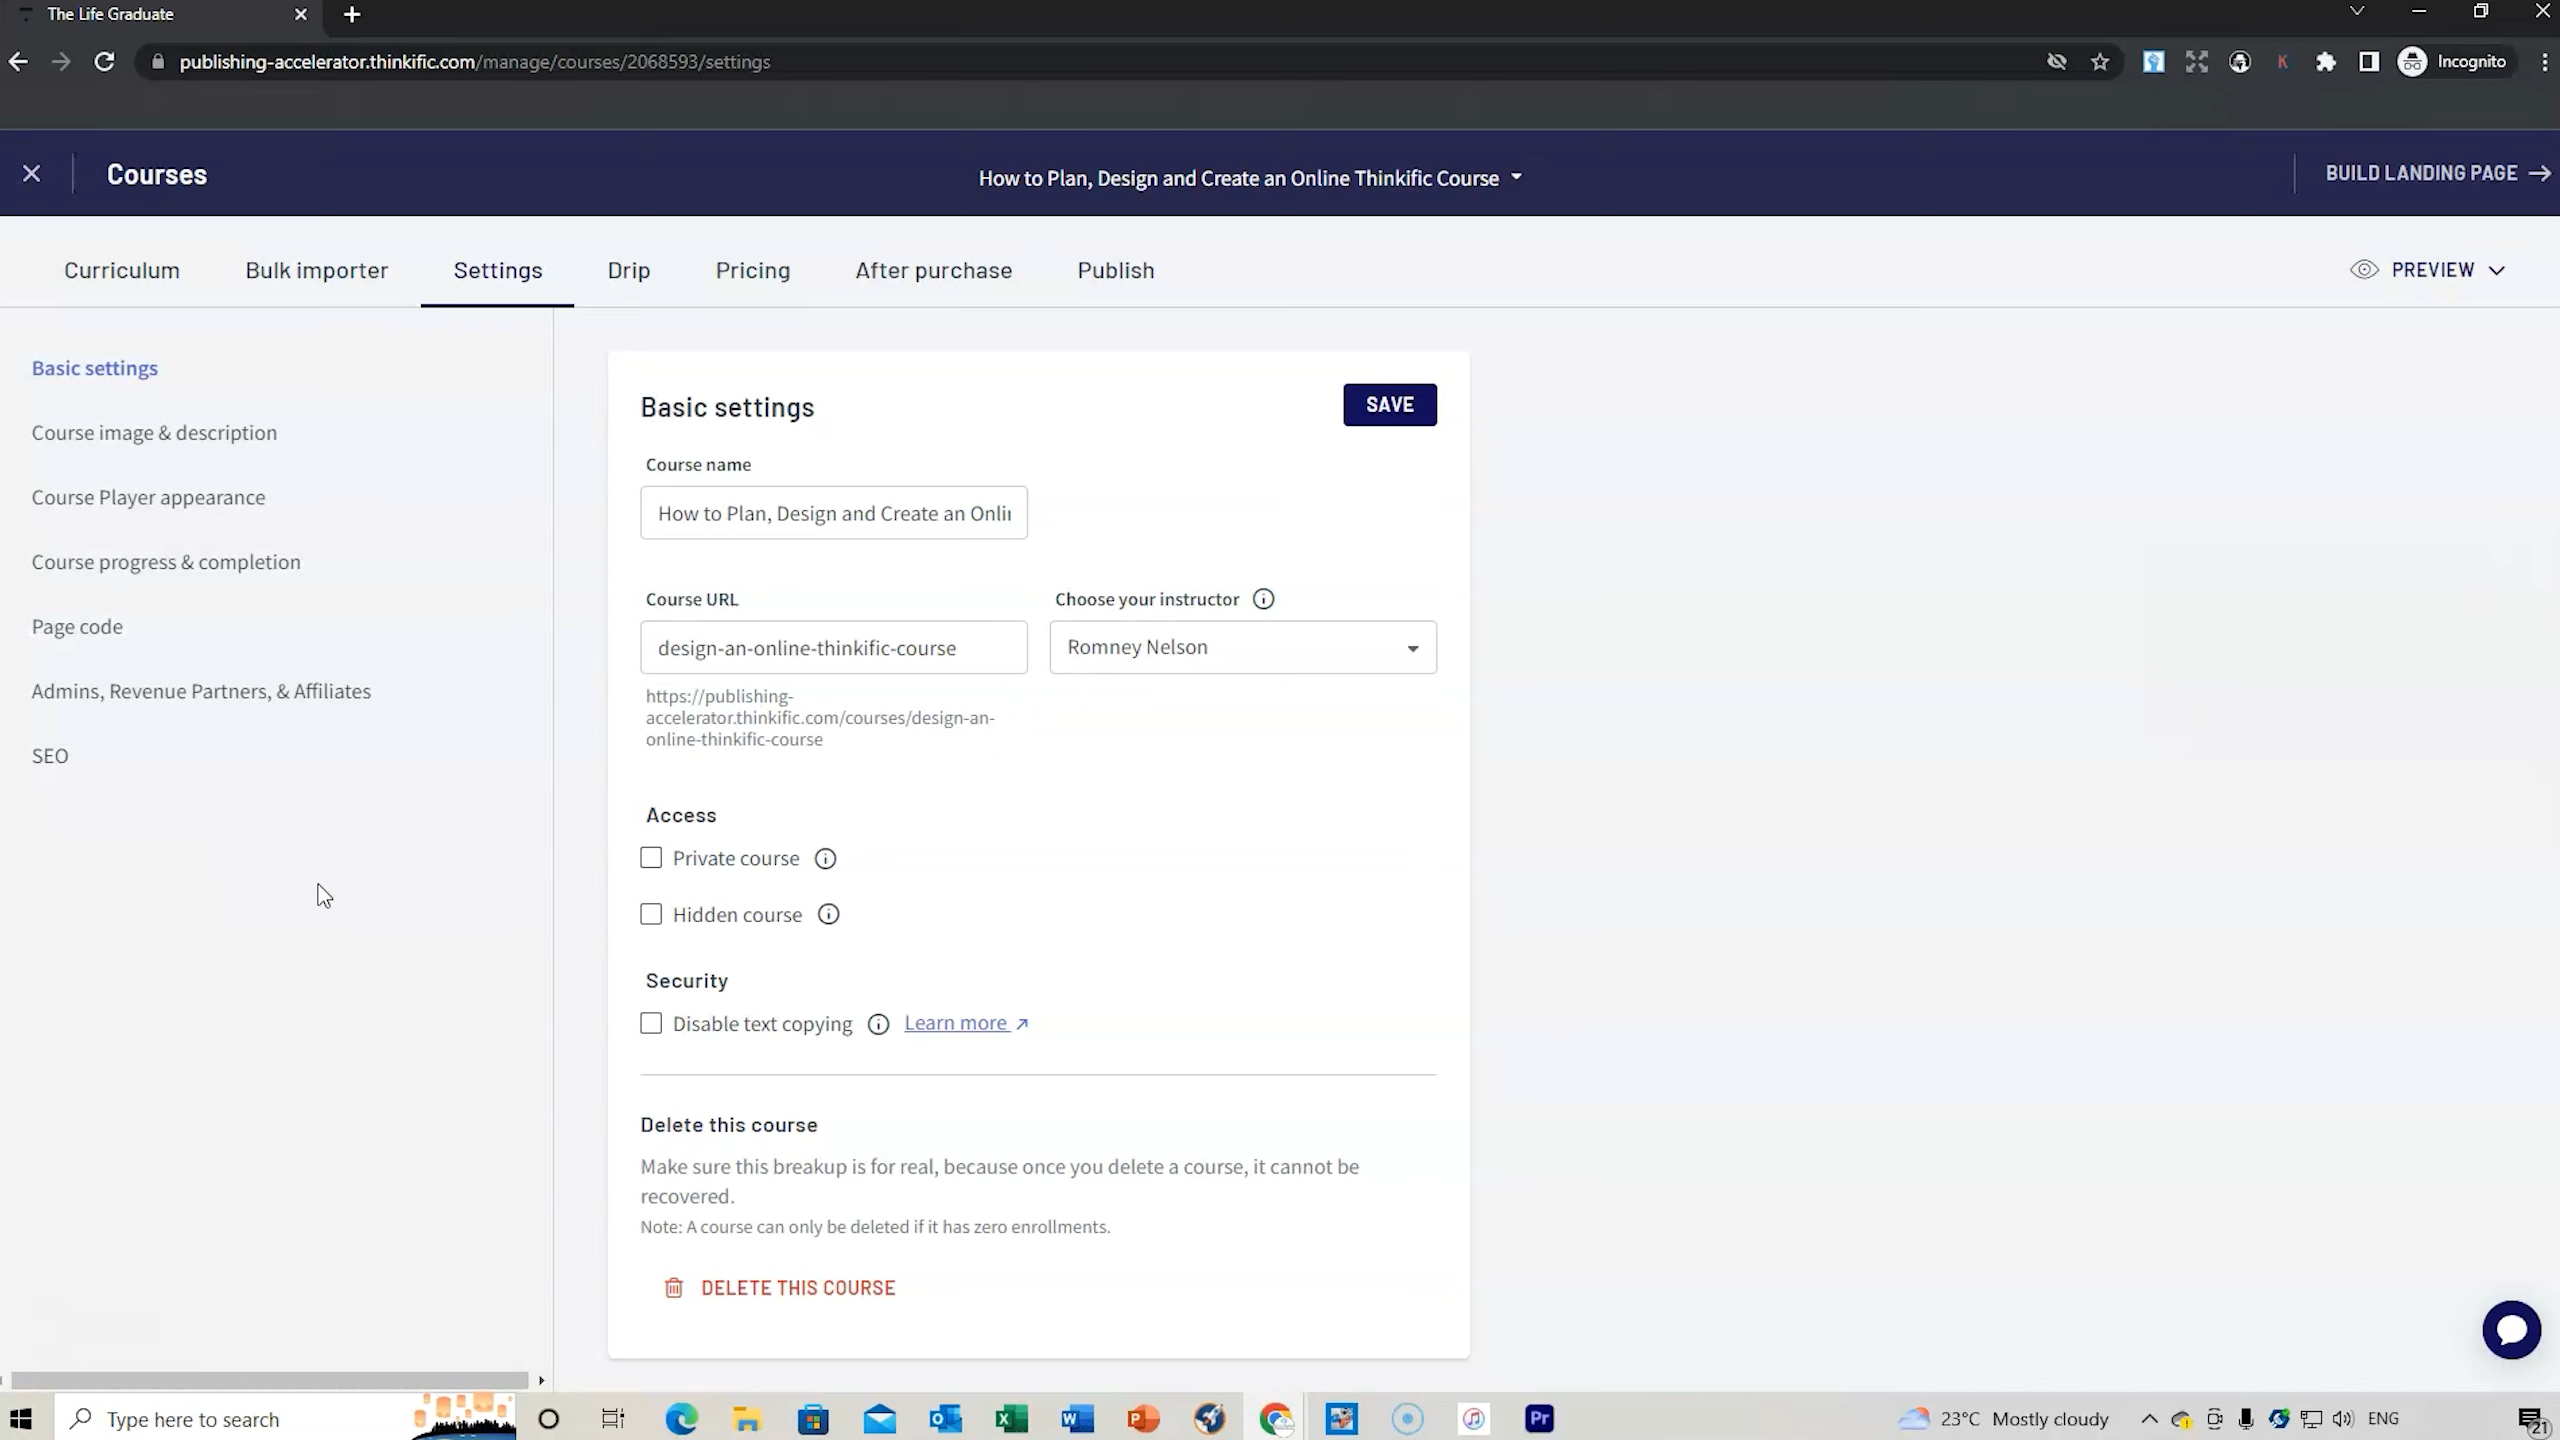 The Life Graduate
publishing-accelerator.thinkific.com/manage/courses/2068593/settings
K
Incognito
Courses
How to Plan, Design and Create an Online Thinkific Course
BUILD LANDING PAGE
Curriculum
Bulk importer
Settings
Drip
Pricing
After purchase
Publish
PREVIEW
Basic settings
Course image & description
Course Player appearance
Course progress & completion
Page code
Admins, Revenue Partners, & Affiliates
SEO
Basic settings
SAVE
Course name
How to Plan, Design and Create an Onli
Course URL
Choose your instructor
design-an-online-thinkific-course
Romney Nelson
https://publishing-
accelerator.thinkific.com/courses/design-an-
online-thinkific-course
Access
Private course
Hidden course
Security
Disable text copying
Learn more
Delete this course
Make sure this breakup is for real, because once you delete a course, it cannot be
recovered.
Note: A course can only be deleted if it has zero enrollments.
DELETE THIS COURSE
Type here to search
Pr
23°C Mostly cloudy
ENG
21